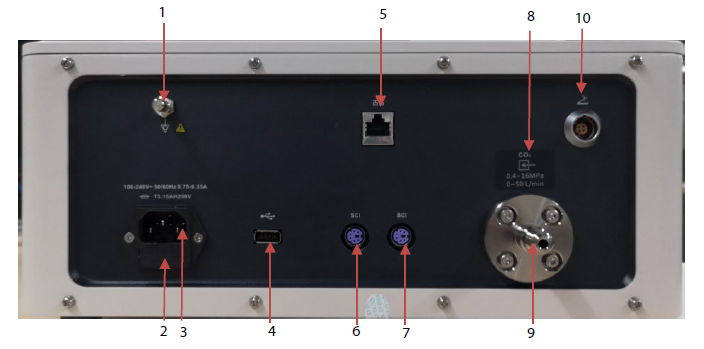 1
5
8
10
CO₂
0.4~16MPa
0~50 L/min
100-240V~ 50/60Hz 0.75-0.35A
T3.15AH250V
SCI
SCI
2
3
4
6
7
9